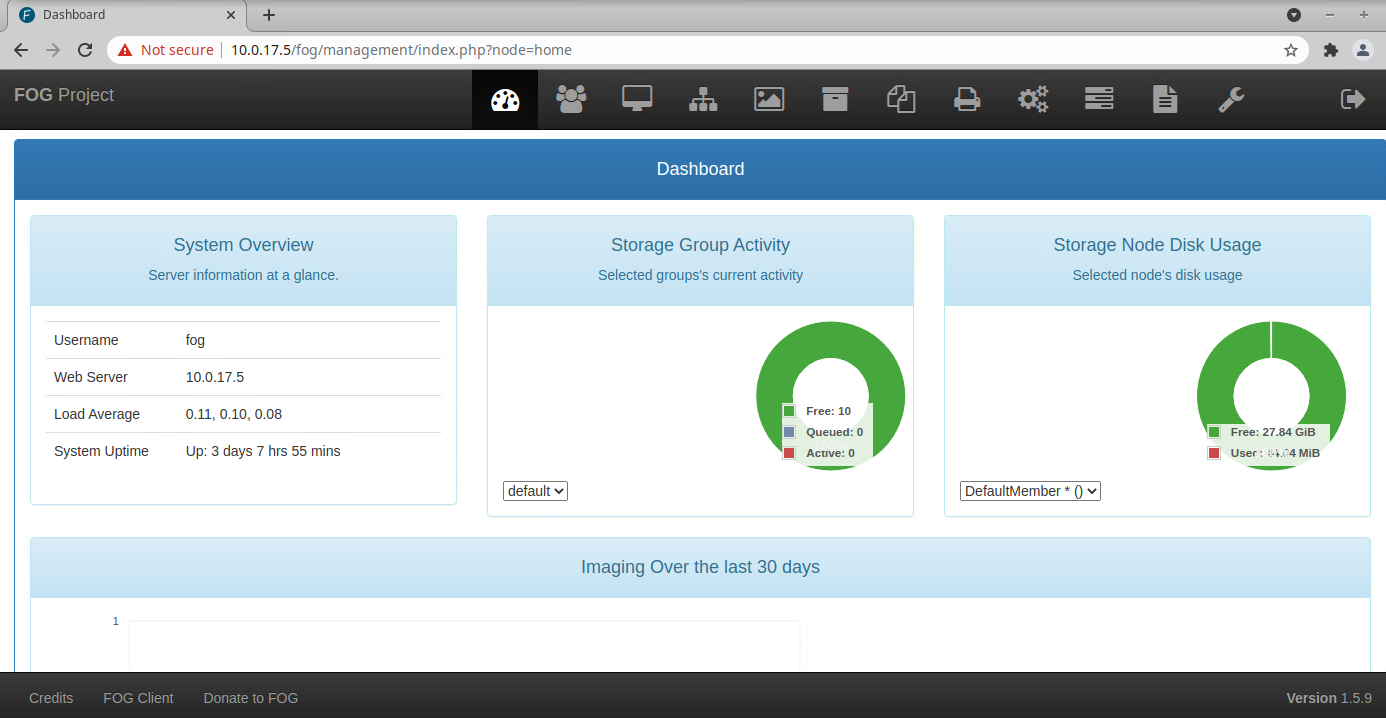 Dashboard
Not secure 10.0.17.5/fog/management/index.php?node=home
FOG Project
Dashboard
System Overview
Server information at a glance.
Username fog
Web Server 10.0.17.5
Load Average 0.11, 0.10, 0.08
System Uptime Up: 3 days 7 hrs 55 mins
Storage Group Activity
Selected groups's current activity
Free: 10
Queued: 0
Active: 0
default
Storage Node Disk Usage
Selected node's disk usage
Free: 27.84 GiB
MiB
DefaultMember * ()
Imaging Over the last 30 days
1
Credits FOG Client Donate to FOG Version 1.5.9